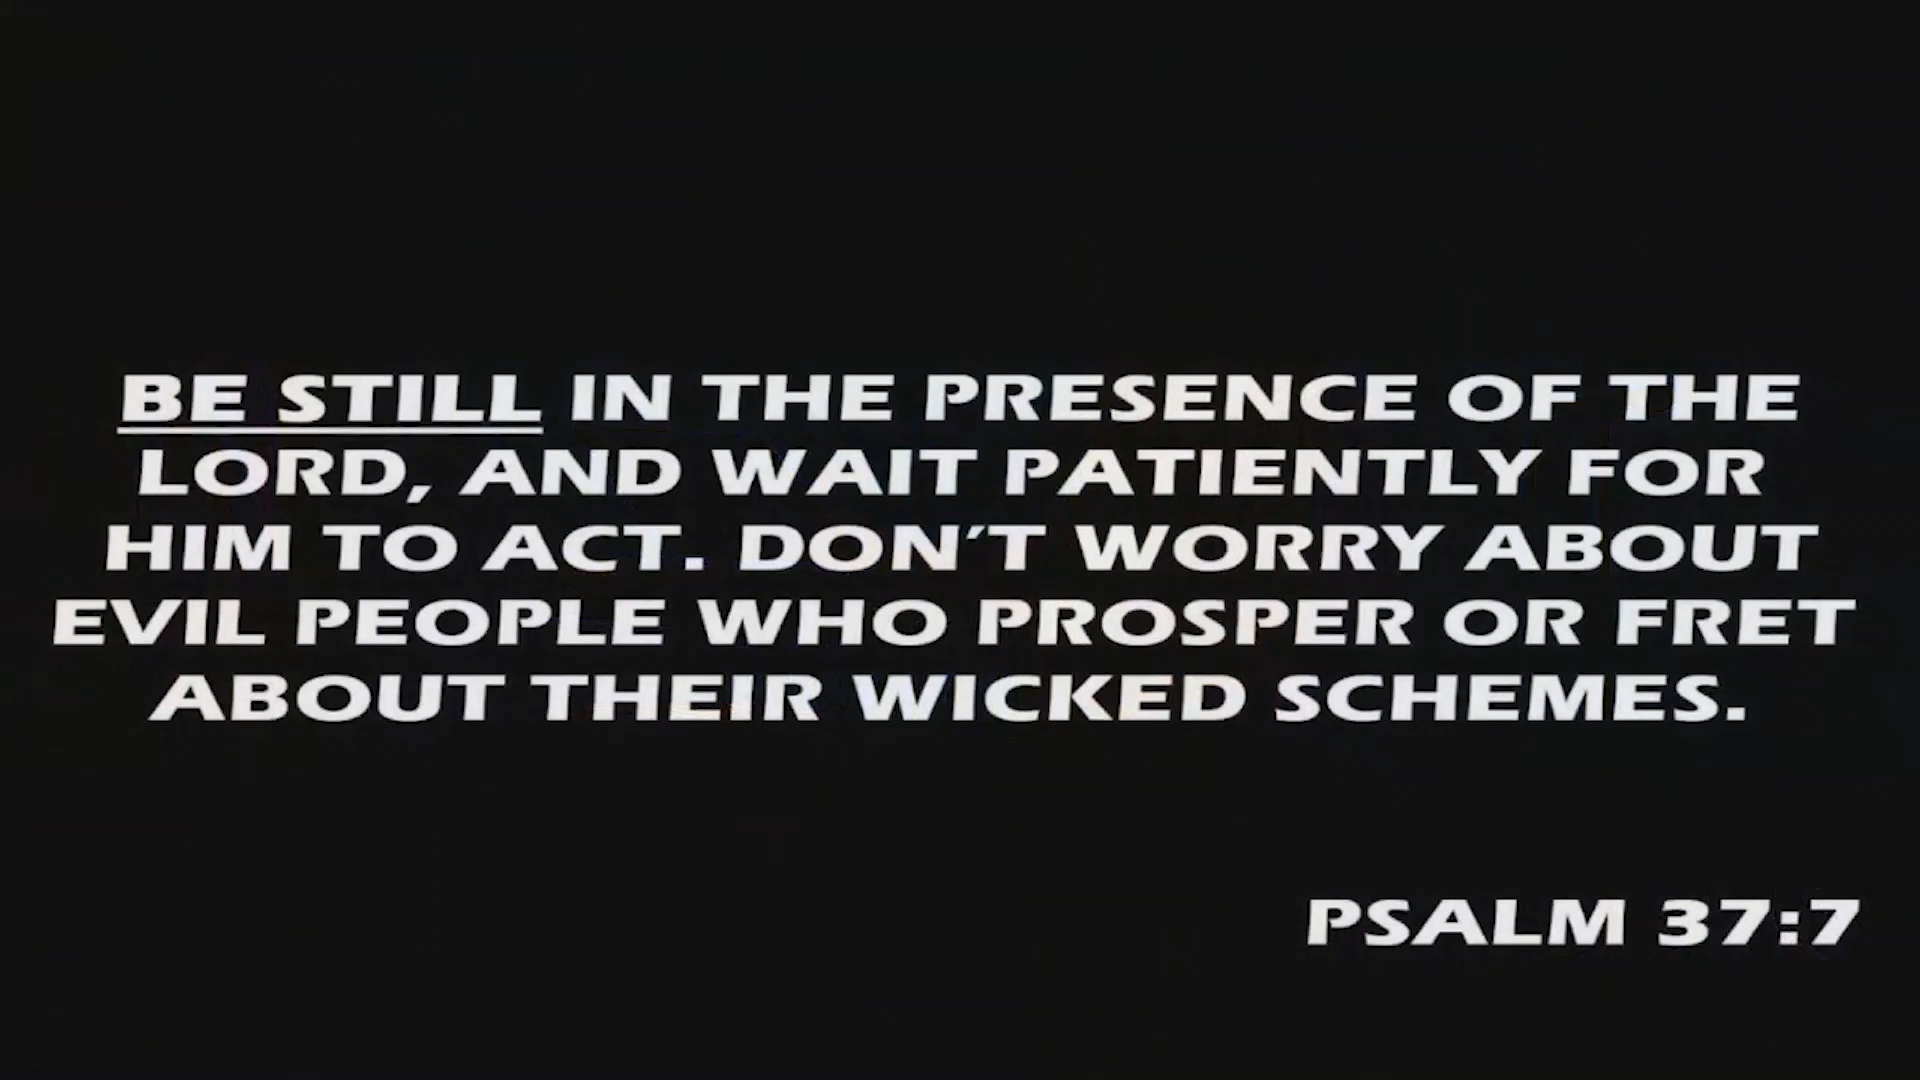 BE STILL IN THE PRESENCE OF THE
LORD, AND WAIT PATIENTLY FOR
HIM TO ACT. DON'T WORRY ABOUT
EVIL PEOPLE WHO PROSPER OR FRET
ABOUT THEIR WICKED SCHEMES.
PSALM 37:7